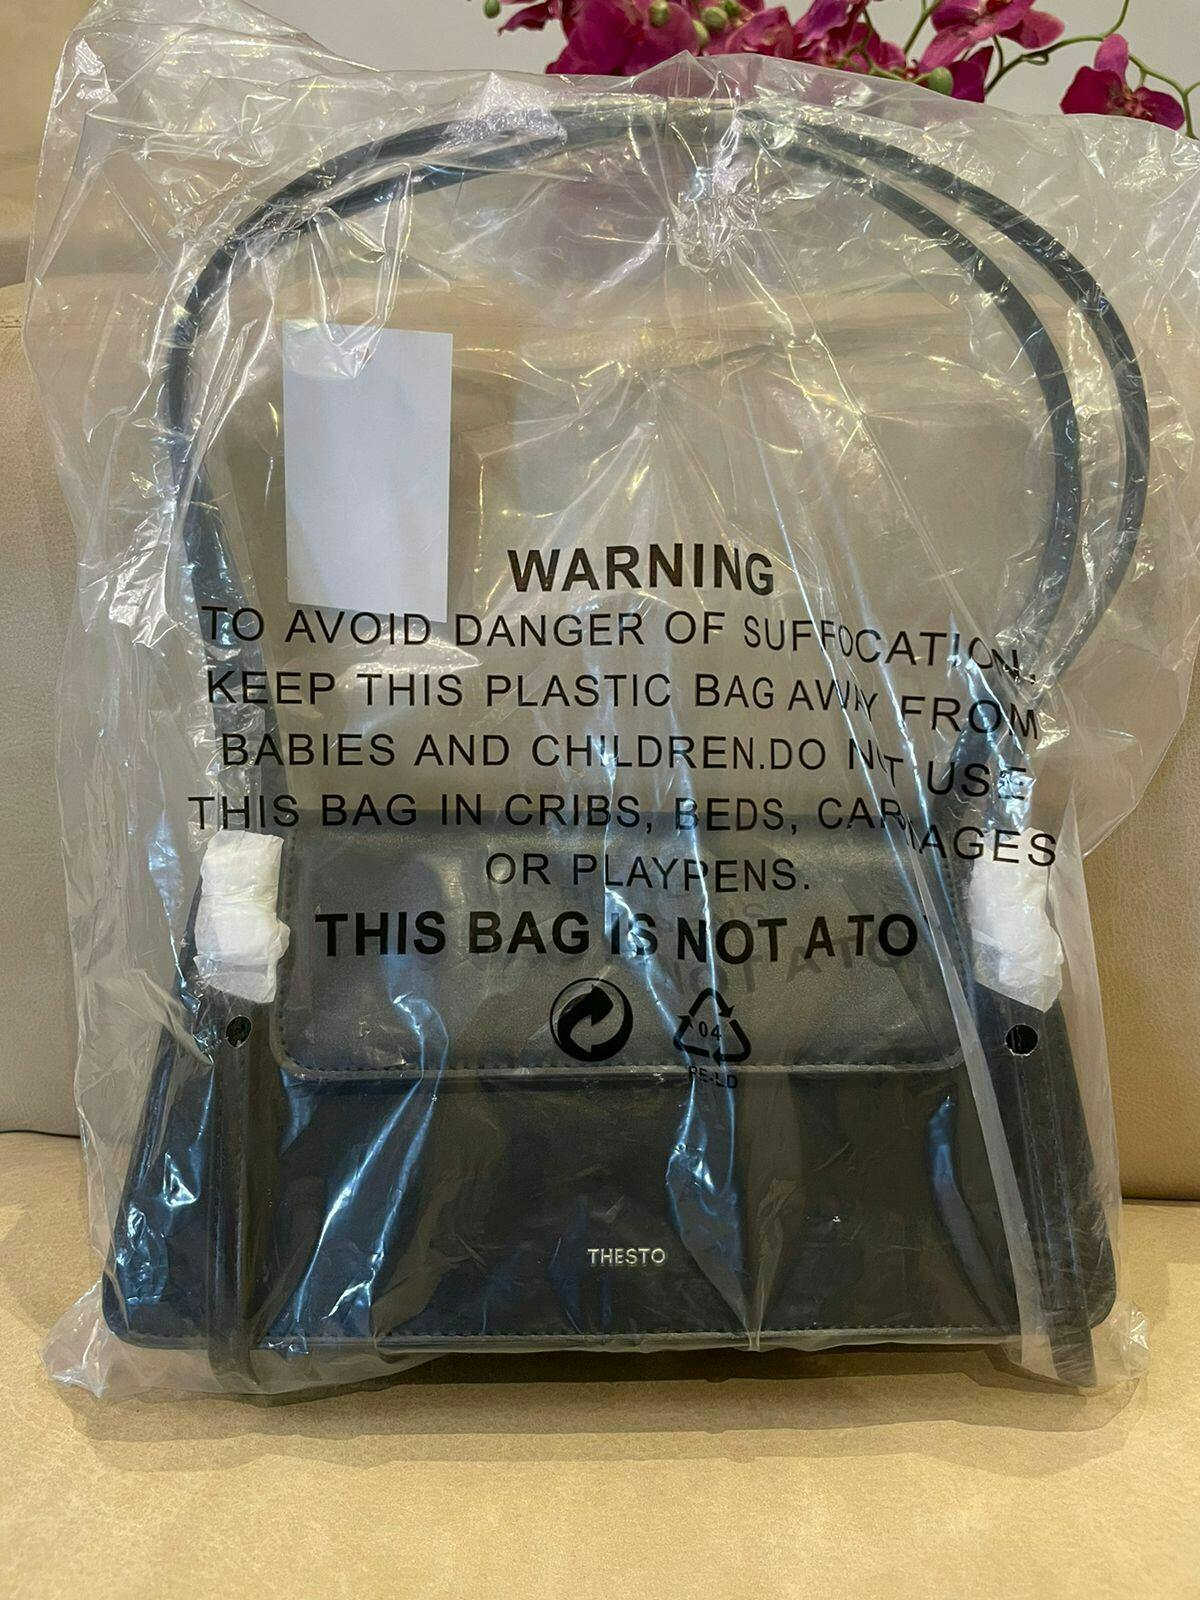 WARNING
TO AVOID DANGER OF SUFFOCATION,
KEEP THIS PLASTIC BAG AWAY FROM
BABIES AND CHILDREN.DO NOT USE
THIS BAG IN CRIBS, BEDS, CARRIAGES
OR PLAYPENS.
THIS BAG IS NOT A TOY
04
PE-LD
THESTO